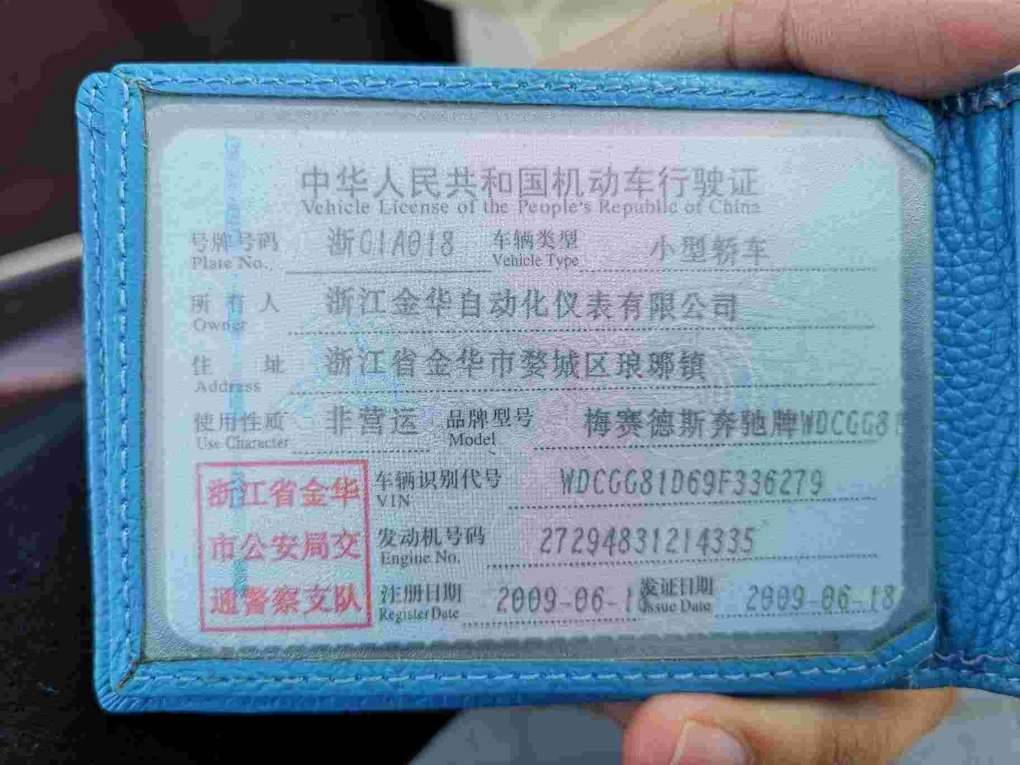 中华人民共和国机动车行驶证
Vehicle License of the People's Republic of China
号牌号码 浙G1A018 车辆类型 小型轿车
Plate No. Vehicle Type
所有人 浙江金华自动化仪表有限公司
Owner
住址 浙江省金华市婺城区琅琊镇
Address
使用性质 非营运 品牌型号 梅赛德斯奔驰牌WDCGG81
Use Character Model
浙江省金华 车辆识别代号 WDCGG81D69F336279
VIN
市公安局交 发动机号码 27294831214335
Engine No.
通警察支队 注册日期 2009-06-18 发证日期 2009-06-18
Register Date Issue Date